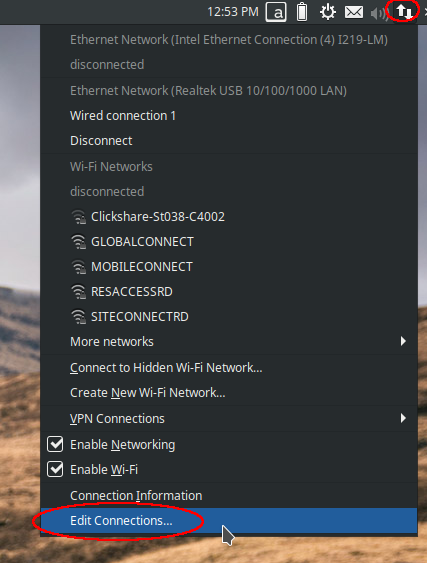 12:53 PM a
Ethernet Network (Intel Ethernet Connection (4) I219-LM)
disconnected
Ethernet Network (Realtek USB 10/100/1000 LAN)
Wired connection 1
Disconnect
Wi-Fi Networks
disconnected
Clickshare-St038-C4002
GLOBALCONNECT
MOBILECONNECT
RESACCESSRD
SITECONNECTRD
More networks
Connect to Hidden Wi-Fi Network...
Create New Wi-Fi Network...
VPN Connections
Enable Networking
Enable Wi-Fi
Connection Information
Edit Connections...